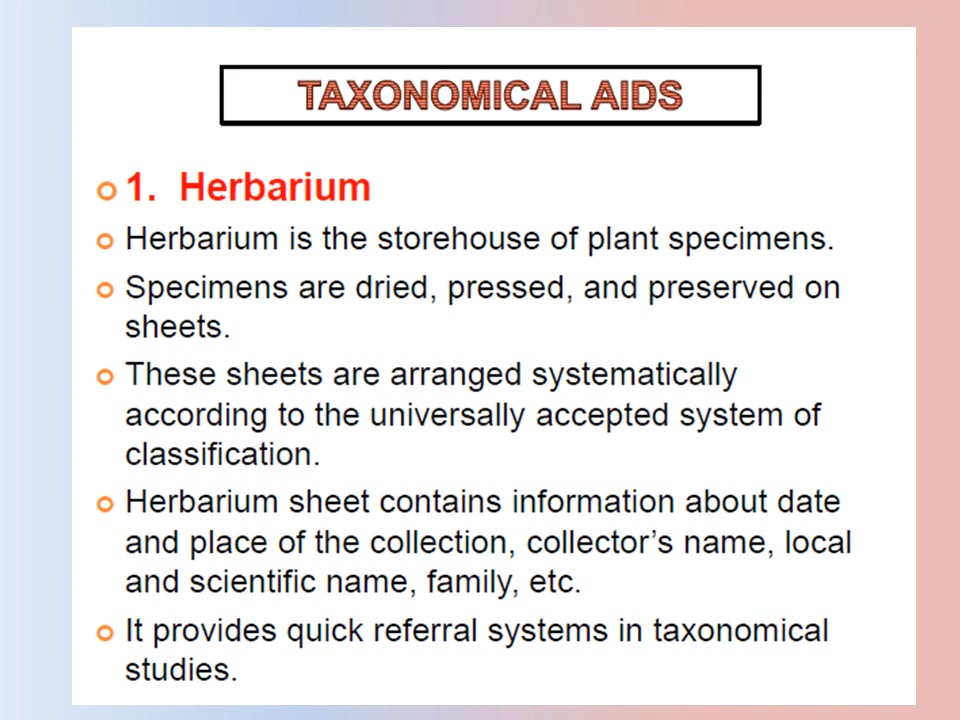 TAXONOMICAL AIDS
1. Herbarium
Herbarium is the storehouse of plant specimens.
Specimens are dried, pressed, and preserved on
sheets.
These sheets are arranged systematically
according to the universally accepted system of
classification.
Herbarium sheet contains information about date
and place of the collection, collector’s name, local
and scientific name, family, etc.
It provides quick referral systems in taxonomical
studies.